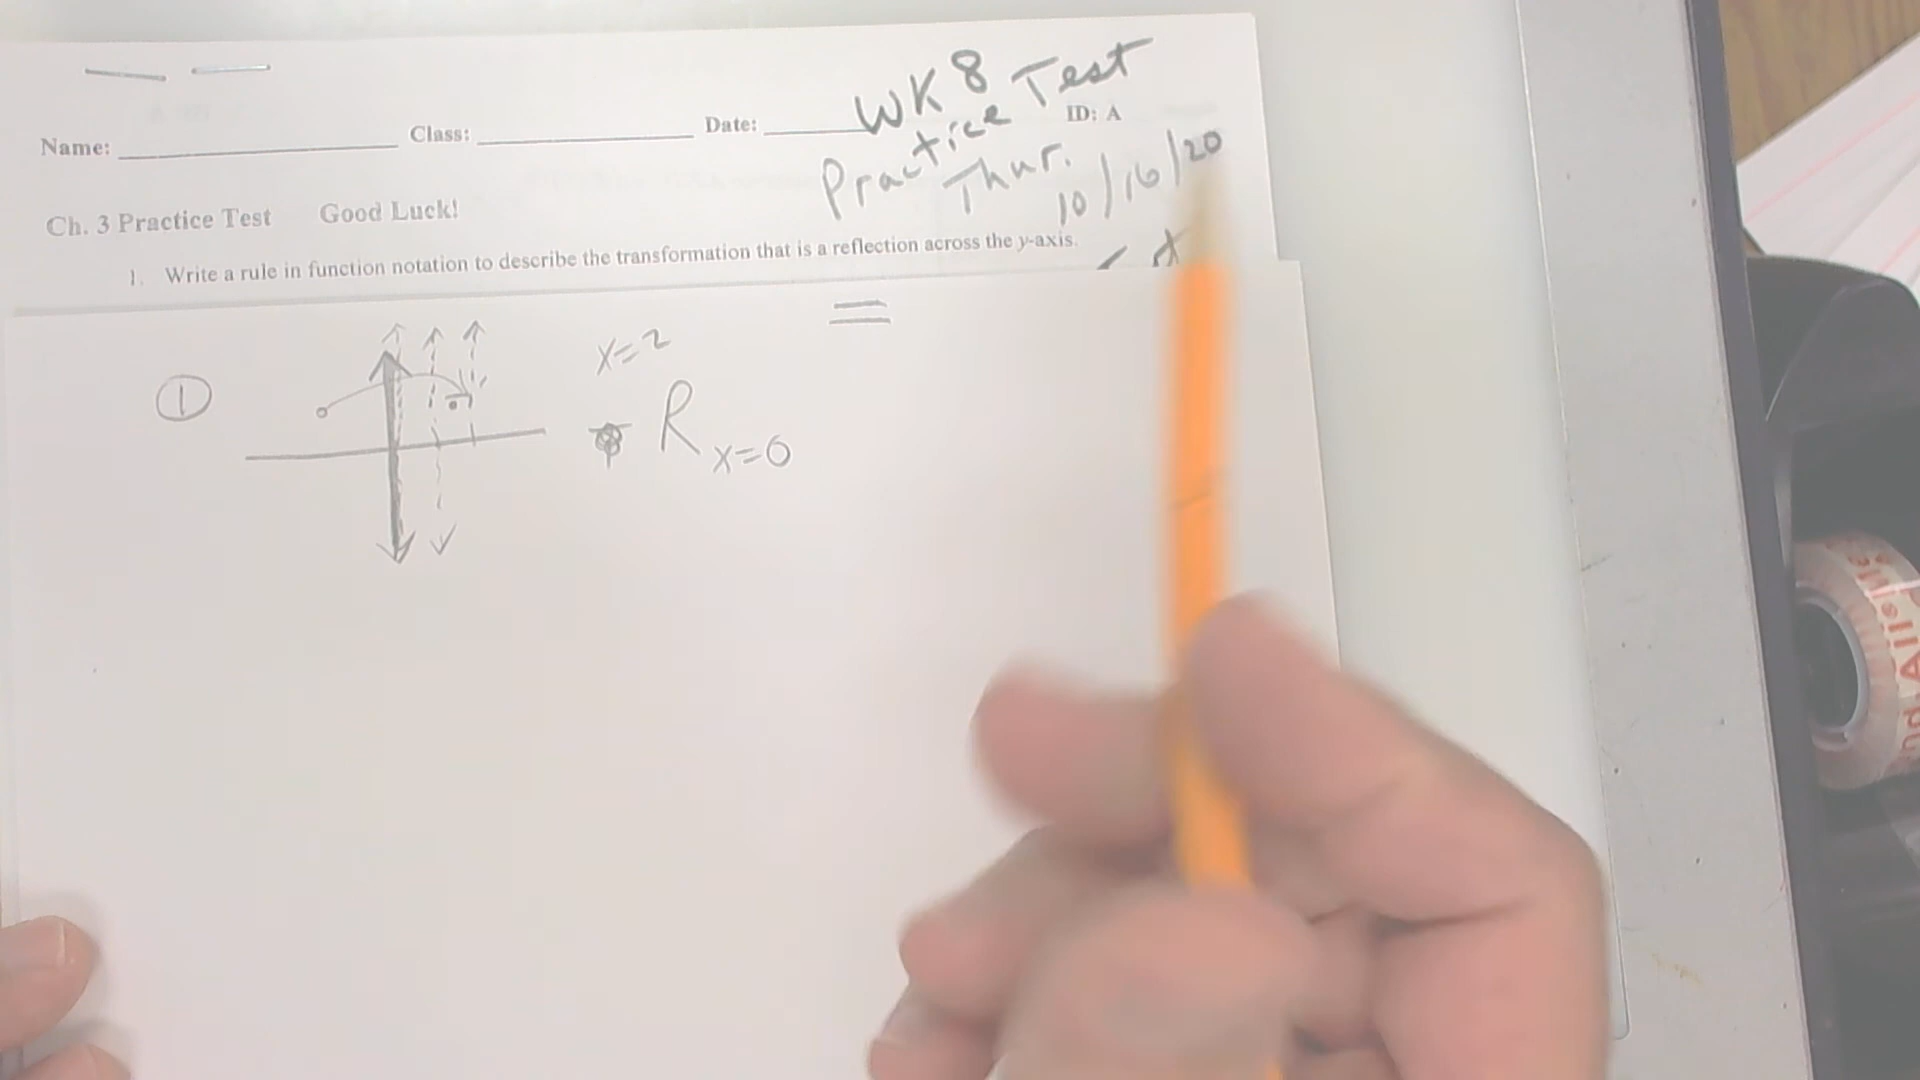 WK 8
Practice Test
Thur.
10/16/20
Name: Class: Date: ID: A
Ch. 3 Practice Test Good Luck!
1. Write a rule in function notation to describe the transformation that is a reflection across the y-axis.
1
x=2
R x=0
=